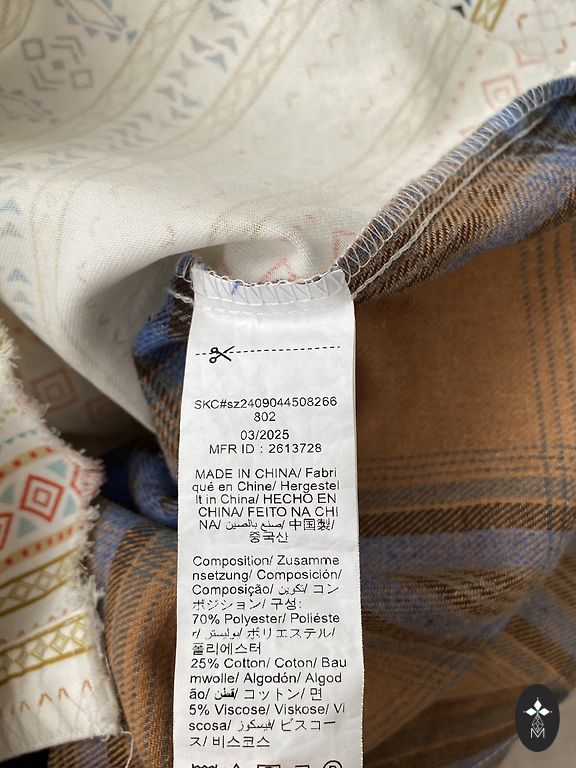 SKC#sz2409044508266
802
03/2025
MFR ID : 2613728
MADE IN CHINA/ Fabri
qué en Chine/ Hergestel
lt in China/ HECHO EN
CHINA/ FEITO NA CHI
NA/ صنع بالصين/ 中国製/
중국산
Composition/ Zusamme
nsetzung/ Composición/
Composição/ تكوين/ コン
ポジション/ 구성:
70% Polyester/ Poliéste
r/ بوليستر/ ポリエステル/
폴리에스터
25% Cotton/ Coton/ Bau
mwolle/ Algodón/ Algod
ão/ قطن/ コットン/ 면
5% Viscose/ Viskose/ Vi
scosa/ فيسكوز/ ビスコー
ス/ 비스코스
M